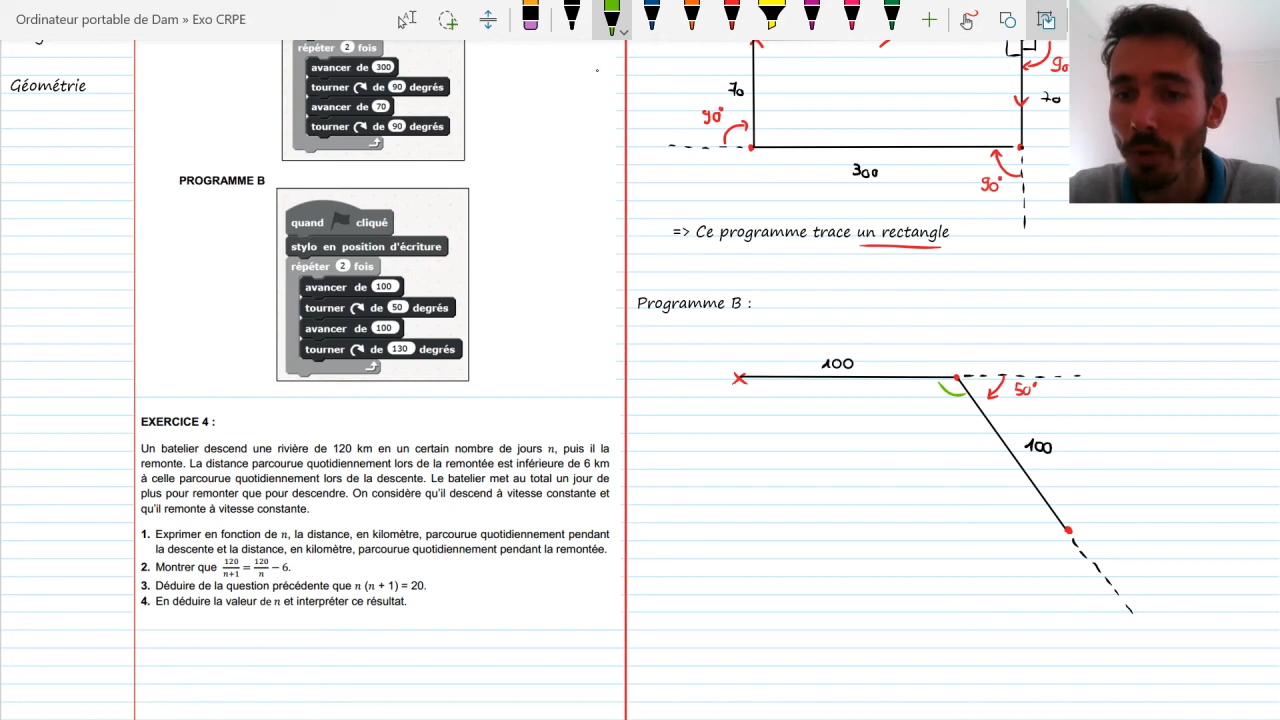 Ordinateur portable de Dam » Exo CRPE
Géométrie
répéter 2 fois
avancer de 300
tourner de 90 degrés
avancer de 70
tourner de 90 degrés
PROGRAMME B
quand cliqué
stylo en position d'écriture
répéter 2 fois
avancer de 100
tourner de 50 degrés
avancer de 100
tourner de 130 degrés
EXERCICE 4 :
Un batelier descend une rivière de 120 km en un certain nombre de jours n, puis il la
remonte. La distance parcourue quotidiennement lors de la remontée est inférieure de 6 km
à celle parcourue quotidiennement lors de la descente. Le batelier met au total un jour de
plus pour remonter que pour descendre. On considère qu'il descend à vitesse constante et
qu'il remonte à vitesse constante.
1. Exprimer en fonction de n, la distance, en kilomètre, parcourue quotidiennement pendant
la descente et la distance, en kilomètre, parcourue quotidiennement pendant la remontée.
2. Montrer que 120/n+1 = 120/n − 6.
3. Déduire de la question précédente que n (n + 1) = 20.
4. En déduire la valeur de n et interpréter ce résultat.
70
90°
300
90°
70
90
=> Ce programme trace un rectangle
Programme B :
100
50°
100